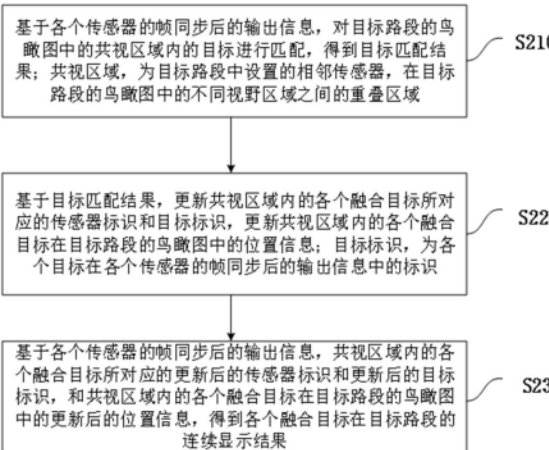 基于各个传感器的帧同步后的输出信息，对目标路段的鸟
瞰图中的共视区域内的目标进行匹配，得到目标匹配结
果；共视区域，为目标路段中设置的相邻传感器，在目标
路段的鸟瞰图中的不同视野区域之间的重叠区域
S210
基于目标匹配结果，更新共视区域内的各个融合目标所对
应的传感器标识和目标标识，更新共视区域内的各个融合
目标在目标路段的鸟瞰图中的位置信息；目标标识，为各
个目标在各个传感器的帧同步后的输出信息中的标识
S22
基于各个传感器的帧同步后的输出信息，共视区域内的各
个融合目标所对应的更新后的传感器标识和更新后的目标
标识，和共视区域内的各个融合目标在目标路段的鸟瞰图
中的更新后的位置信息，得到各个融合目标在目标路段的
连续显示结果
S23